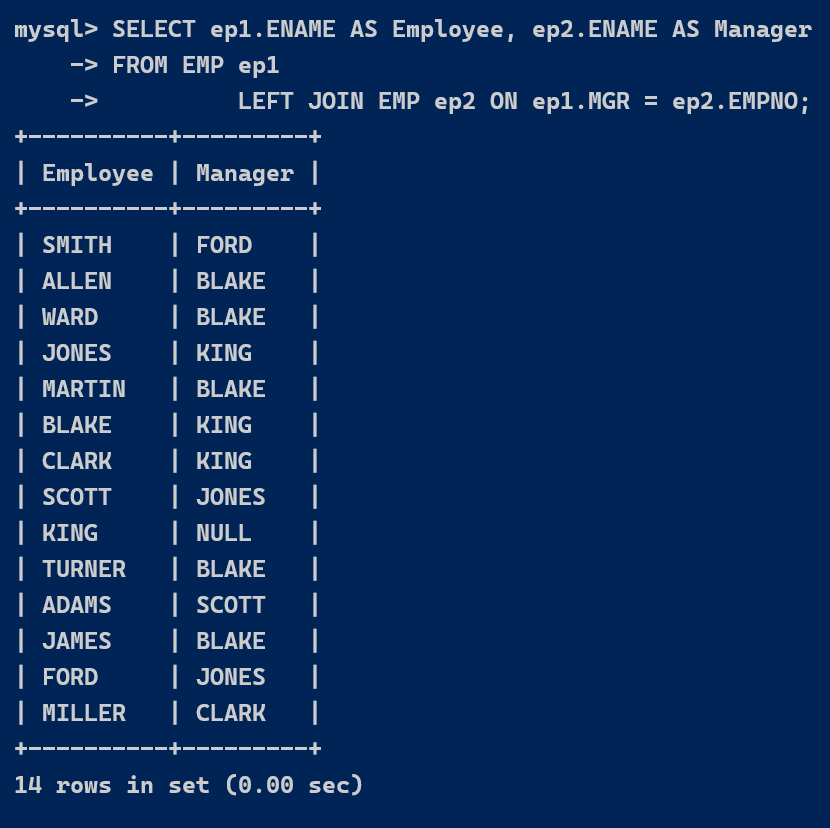 mysql> SELECT ep1.ENAME AS Employee, ep2.ENAME AS Manager
    -> FROM EMP ep1
    ->          LEFT JOIN EMP ep2 ON ep1.MGR = ep2.EMPNO;
+----------+---------+
| Employee | Manager |
+----------+---------+
| SMITH    | FORD    |
| ALLEN    | BLAKE   |
| WARD     | BLAKE   |
| JONES    | KING    |
| MARTIN   | BLAKE   |
| BLAKE    | KING    |
| CLARK    | KING    |
| SCOTT    | JONES   |
| KING     | NULL    |
| TURNER   | BLAKE   |
| ADAMS    | SCOTT   |
| JAMES    | BLAKE   |
| FORD     | JONES   |
| MILLER   | CLARK   |
+----------+---------+
14 rows in set (0.00 sec)